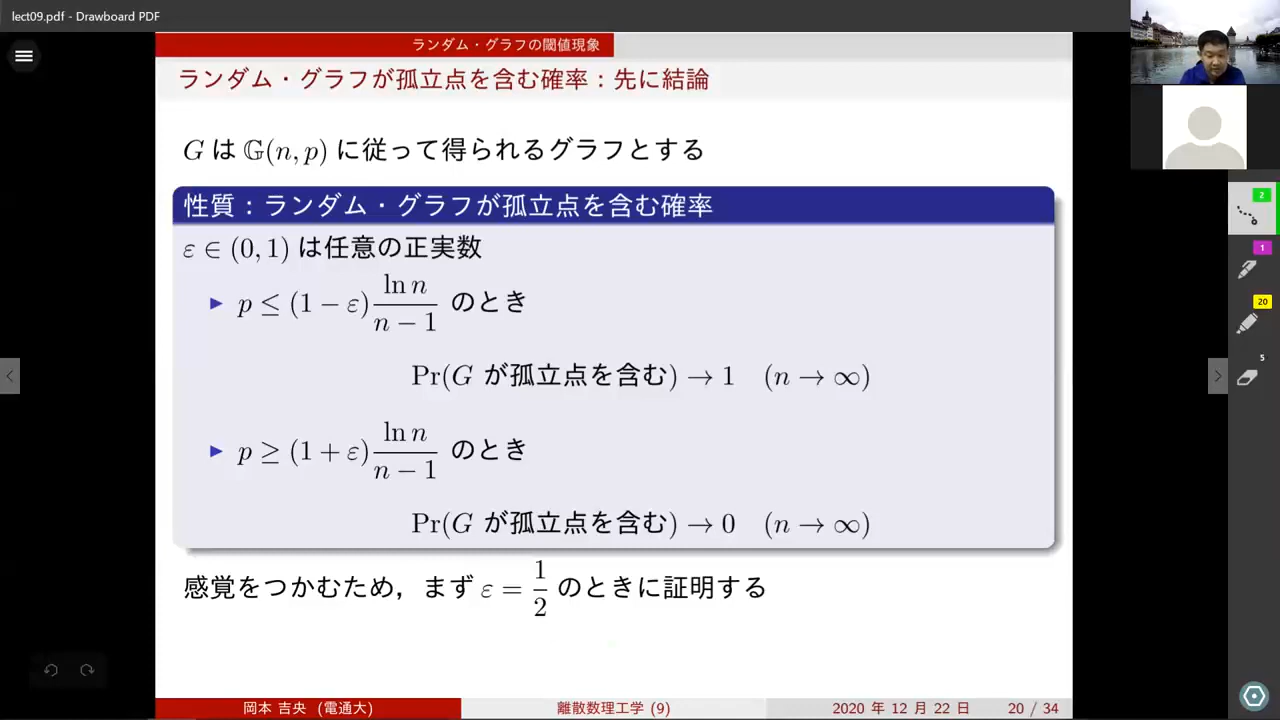 lect09.pdf - Drawboard PDF
ランダム・グラフの閾値現象
ランダム・グラフが孤立点を含む確率:先に結論
G は 𝔾(n, p) に従って得られるグラフとする
性質:ランダム・グラフが孤立点を含む確率
ε ∈ (0, 1) は任意の正実数
▶ p ≤ (1 − ε) ln n / (n − 1) のとき
Pr(G が孤立点を含む) → 1 (n → ∞)
▶ p ≥ (1 + ε) ln n / (n − 1) のとき
Pr(G が孤立点を含む) → 0 (n → ∞)
感覚をつかむため,まず ε = 1/2 のときに証明する
岡本 吉央 (電通大)
離散数理工学 (9)
2020 年 12 月 22 日 20 / 34
2
1
20
5